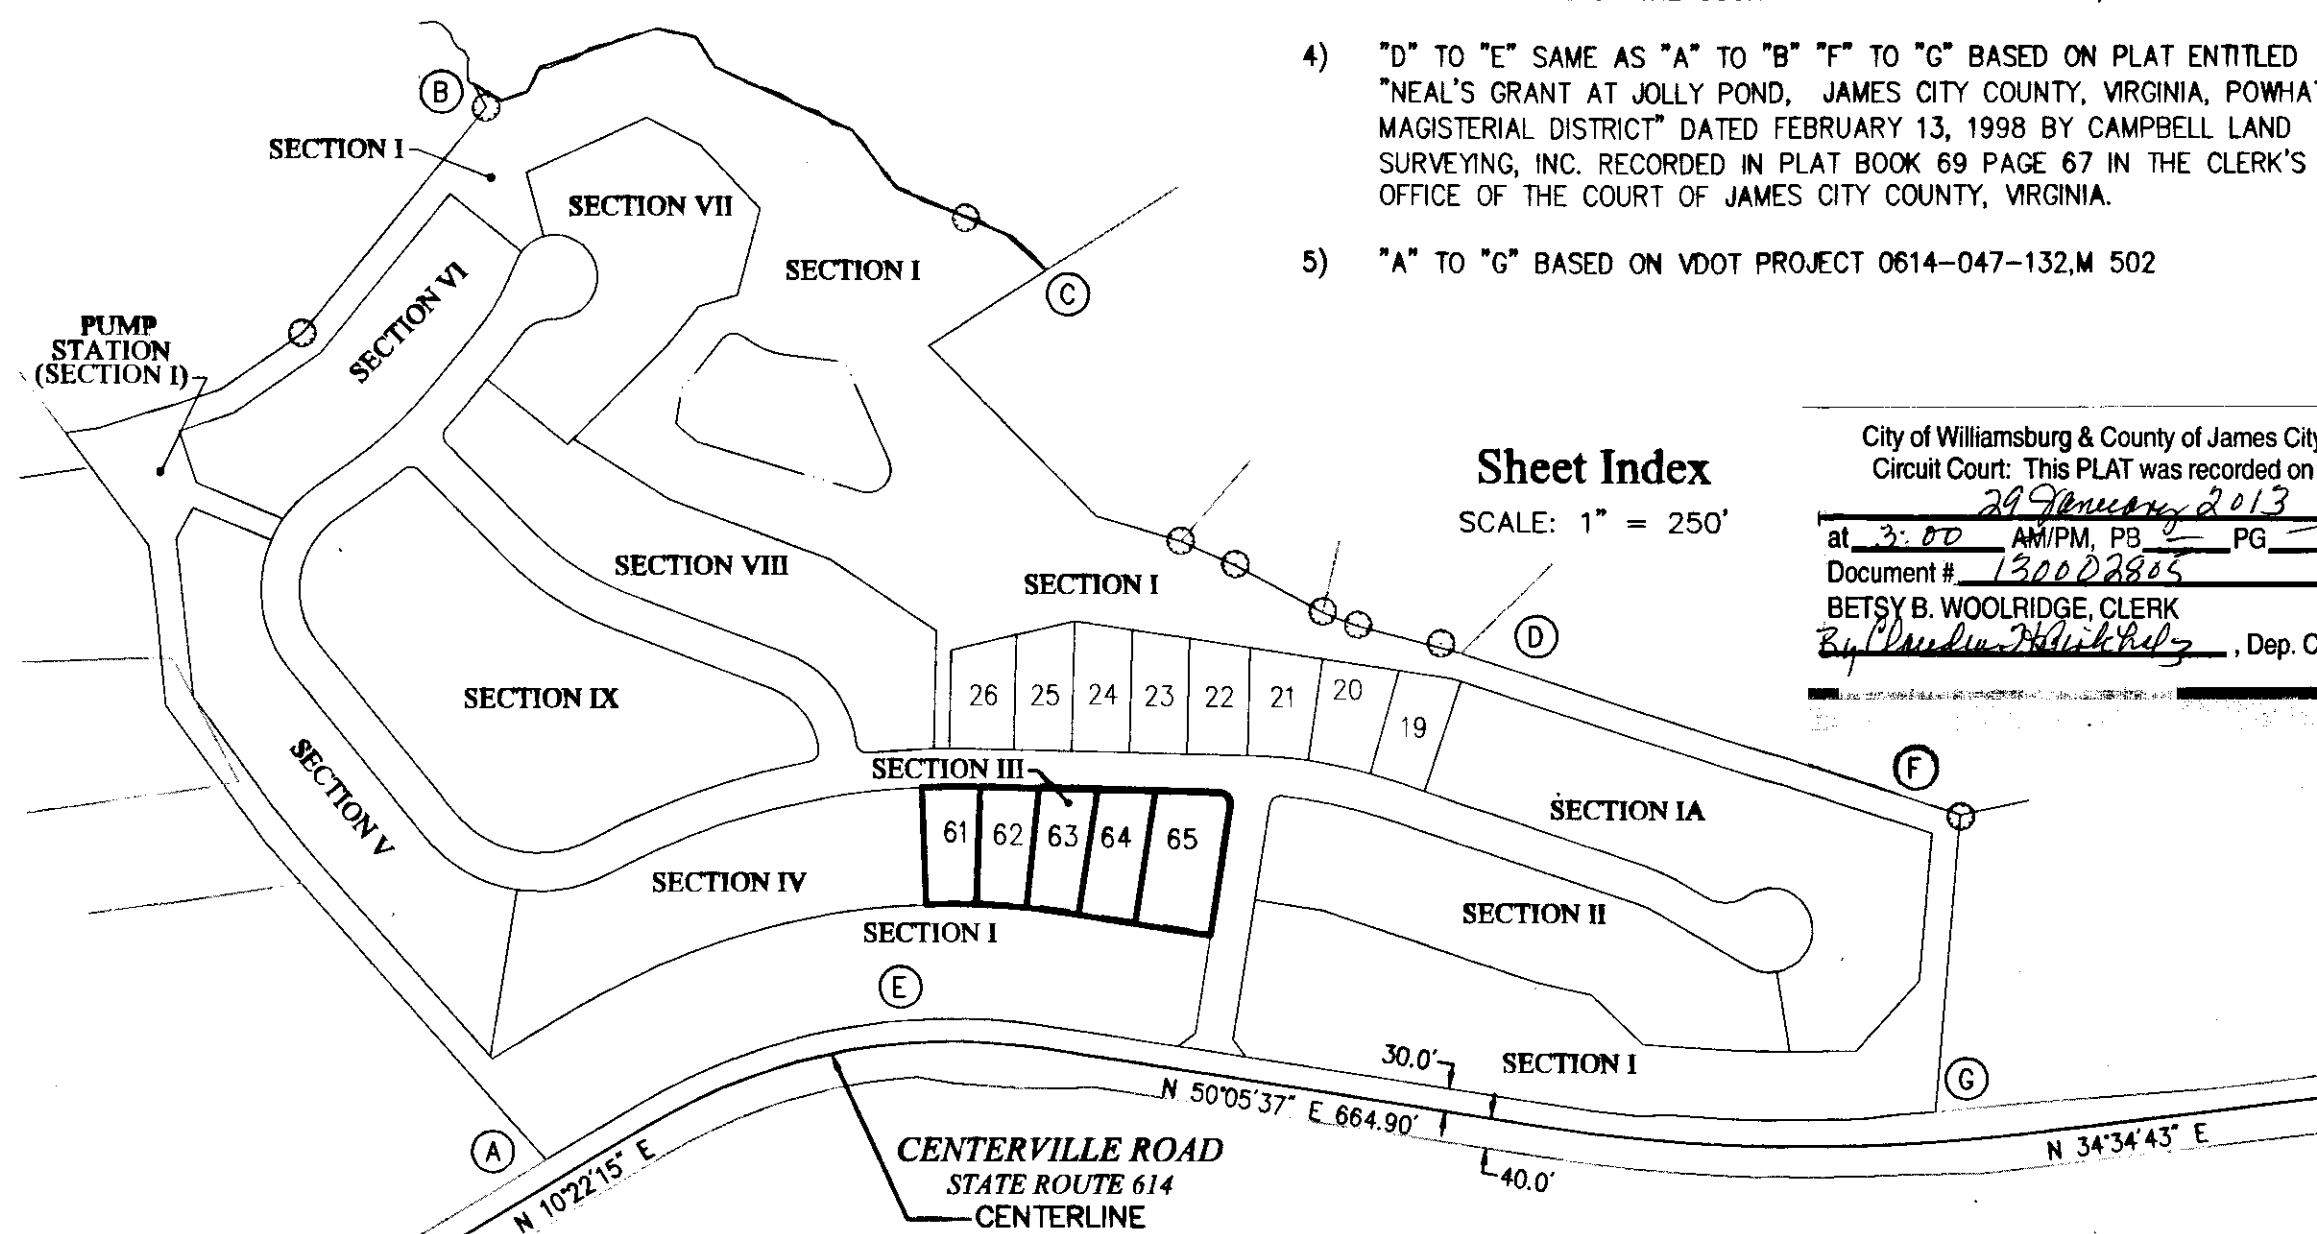 4) "D" TO "E" SAME AS "A" TO "B" "F" TO "G" BASED ON PLAT ENTITLED
"NEAL'S GRANT AT JOLLY POND, JAMES CITY COUNTY, VIRGINIA, POWHAT
MAGISTERIAL DISTRICT" DATED FEBRUARY 13, 1998 BY CAMPBELL LAND
SURVEYING, INC. RECORDED IN PLAT BOOK 69 PAGE 67 IN THE CLERK'S
OFFICE OF THE COURT OF JAMES CITY COUNTY, VIRGINIA.
5) "A" TO "G" BASED ON VDOT PROJECT 0614-047-132,M 502
B
SECTION I
SECTION VII
SECTION I
C
SECTION VI
PUMP
STATION
(SECTION I)
Sheet Index
SCALE: 1" = 250'
City of Williamsburg & County of James City
Circuit Court: This PLAT was recorded on
29 January 2013
at 3:00 AM/PM, PB PG
Document # 130002805
BETSY B. WOOLRIDGE, CLERK
By , Dep. C
SECTION VIII
SECTION I
D
SECTION IX
26 25 24 23 22 21 20 19
SECTION V
SECTION III
F
SECTION IA
61 62 63 64 65
SECTION IV
SECTION II
SECTION I
E
30.0'
SECTION I
G
N 50°05'37" E 664.90'
A
N 10°22'15" E
CENTERVILLE ROAD
STATE ROUTE 614
CENTERLINE
40.0'
N 34°34'43" E